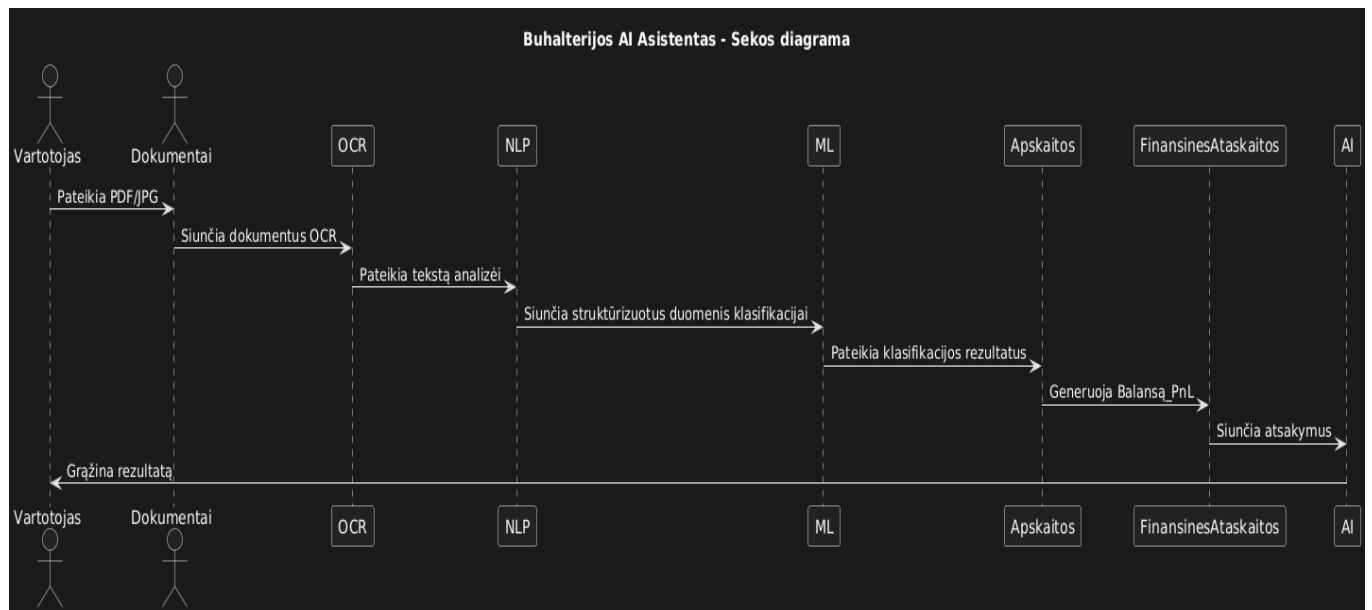 Buhalterijos AI Asistentas - Sekos diagrama
Vartotojas
Dokumentai
OCR
NLP
ML
Apskaitos
FinansinesAtaskaitos
AI
Pateikia PDF/JPG
Siunčia dokumentus OCR
Pateikia tekstą analizėi
Siunčia struktūrizuotus duomenis klasifikacijai
Pateikia klasifikacijos rezultatus
Generuoja Balansą_PnL
Siunčia atsakymus
Grąžina rezultatą
Vartotojas
Dokumentai
OCR
NLP
ML
Apskaitos
FinansinesAtaskaitos
AI